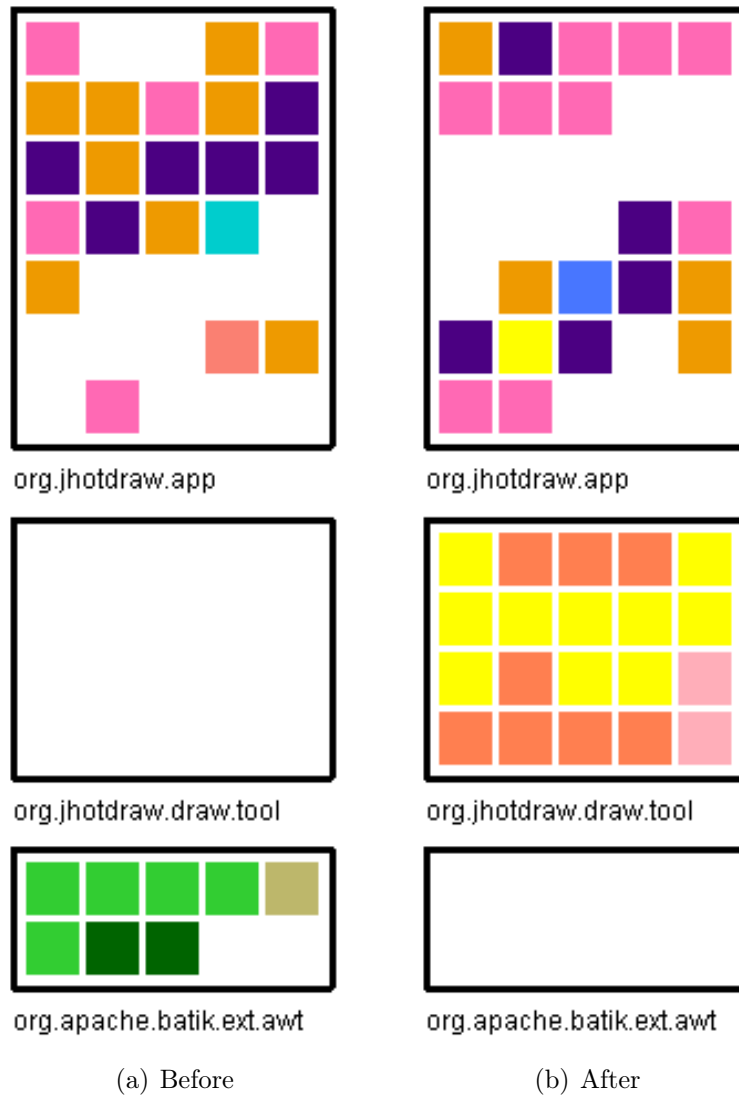 org.jhotdraw.app
org.jhotdraw.app
org.jhotdraw.draw.tool
org.jhotdraw.draw.tool
org.apache.batik.ext.awt
org.apache.batik.ext.awt
(a) Before
(b) After